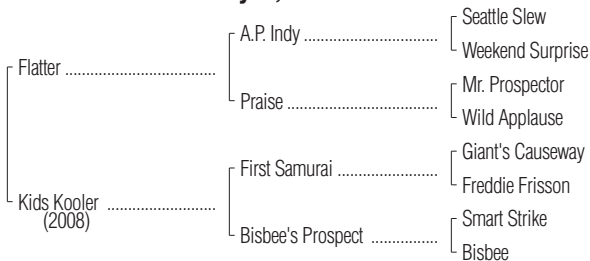 Seattle Slew
A.P. Indy ..............................
Weekend Surprise
Flatter ..................................
Mr. Prospector
Praise ..................................
Wild Applause
Giant's Causeway
First Samurai ......................
Freddie Frisson
Kids Kooler ........................
(2008)
Smart Strike
Bisbee's Prospect ...............
Bisbee